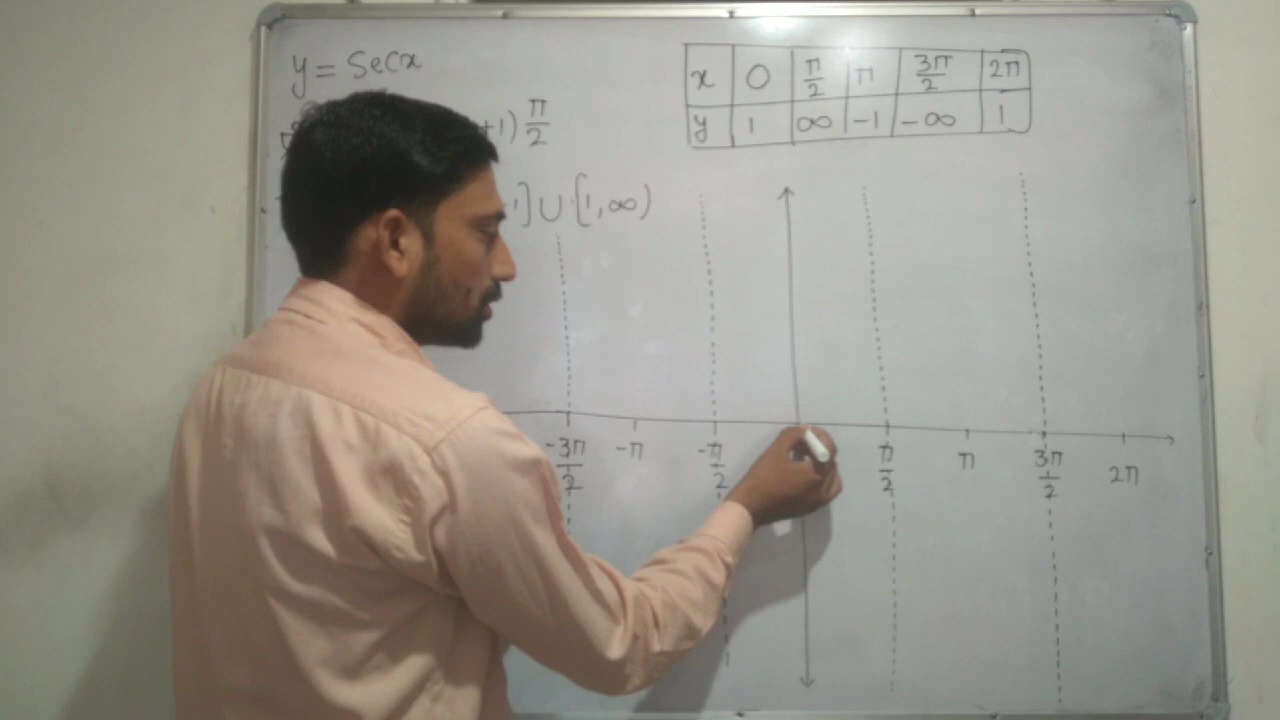 y = Secx
+1) π/2
1] ∪ [1, ∞)
x 0 π/2 π 3π/2 2π
y 1 ∞ -1 -∞ 1
-3π/2 -π -π/2 π/2 π 3π/2 2π